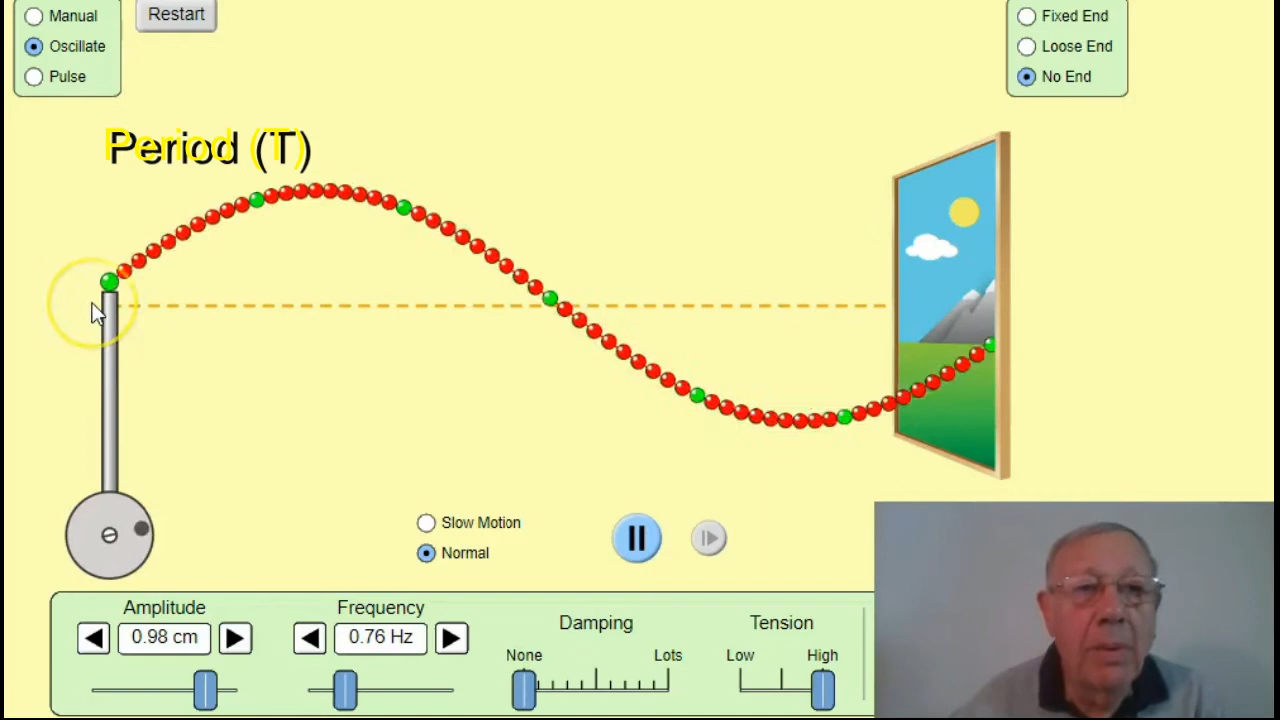 Manual
Oscillate
Pulse
Restart
Fixed End
Loose End
No End
Period (T)
Slow Motion
Normal
Amplitude
0.98 cm
Frequency
0.76 Hz
Damping
None
Lots
Tension
Low
High